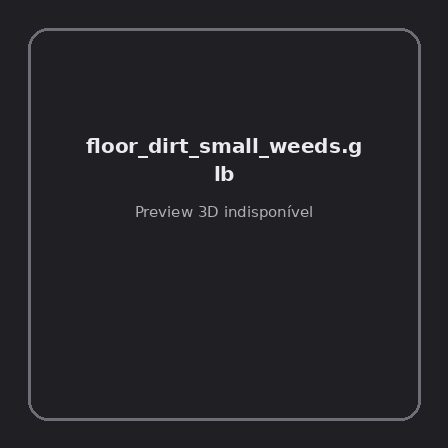 floor_dirt_small_weeds.g
lb
Preview 3D indisponível